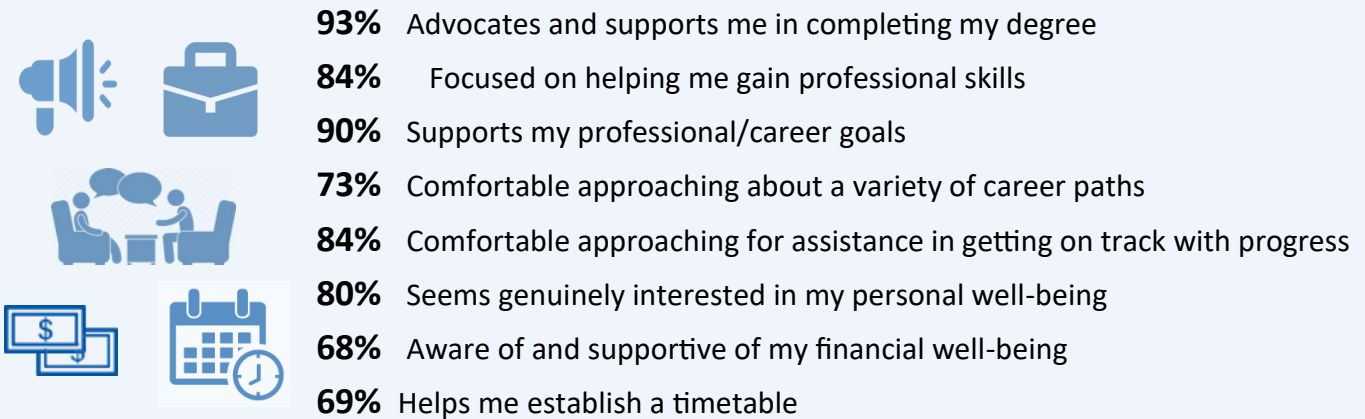 93% Advocates and supports me in completing my degree
84% Focused on helping me gain professional skills
90% Supports my professional/career goals
73% Comfortable approaching about a variety of career paths
84% Comfortable approaching for assistance in getting on track with progress
80% Seems genuinely interested in my personal well-being
$
$
68% Aware of and supportive of my financial well-being
69% Helps me establish a timetable